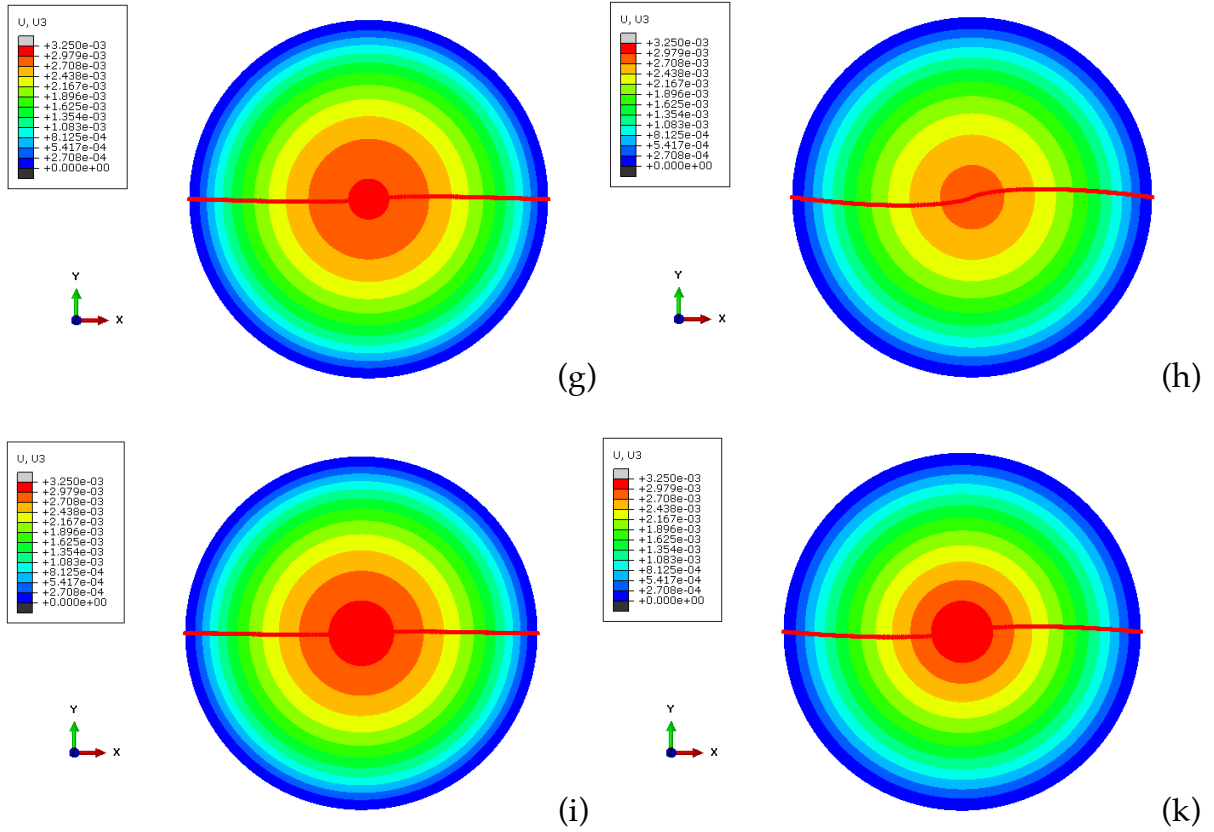 U, U3
+3.250e-03
+2.979e-03
+2.708e-03
+2.438e-03
+2.167e-03
+1.896e-03
+1.625e-03
+1.354e-03
+1.083e-03
+8.125e-04
+5.417e-04
+2.708e-04
+0.000e+00
Y
X
(g)
U, U3
+3.250e-03
+2.979e-03
+2.708e-03
+2.438e-03
+2.167e-03
+1.896e-03
+1.625e-03
+1.354e-03
+1.083e-03
+8.125e-04
+5.417e-04
+2.708e-04
+0.000e+00
Y
X
(h)
U, U3
+3.250e-03
+2.979e-03
+2.708e-03
+2.438e-03
+2.167e-03
+1.896e-03
+1.625e-03
+1.354e-03
+1.083e-03
+8.125e-04
+5.417e-04
+2.708e-04
+0.000e+00
Y
X
(i)
U, U3
+3.250e-03
+2.979e-03
+2.708e-03
+2.438e-03
+2.167e-03
+1.896e-03
+1.625e-03
+1.354e-03
+1.083e-03
+8.125e-04
+5.417e-04
+2.708e-04
+0.000e+00
Y
X
(k)